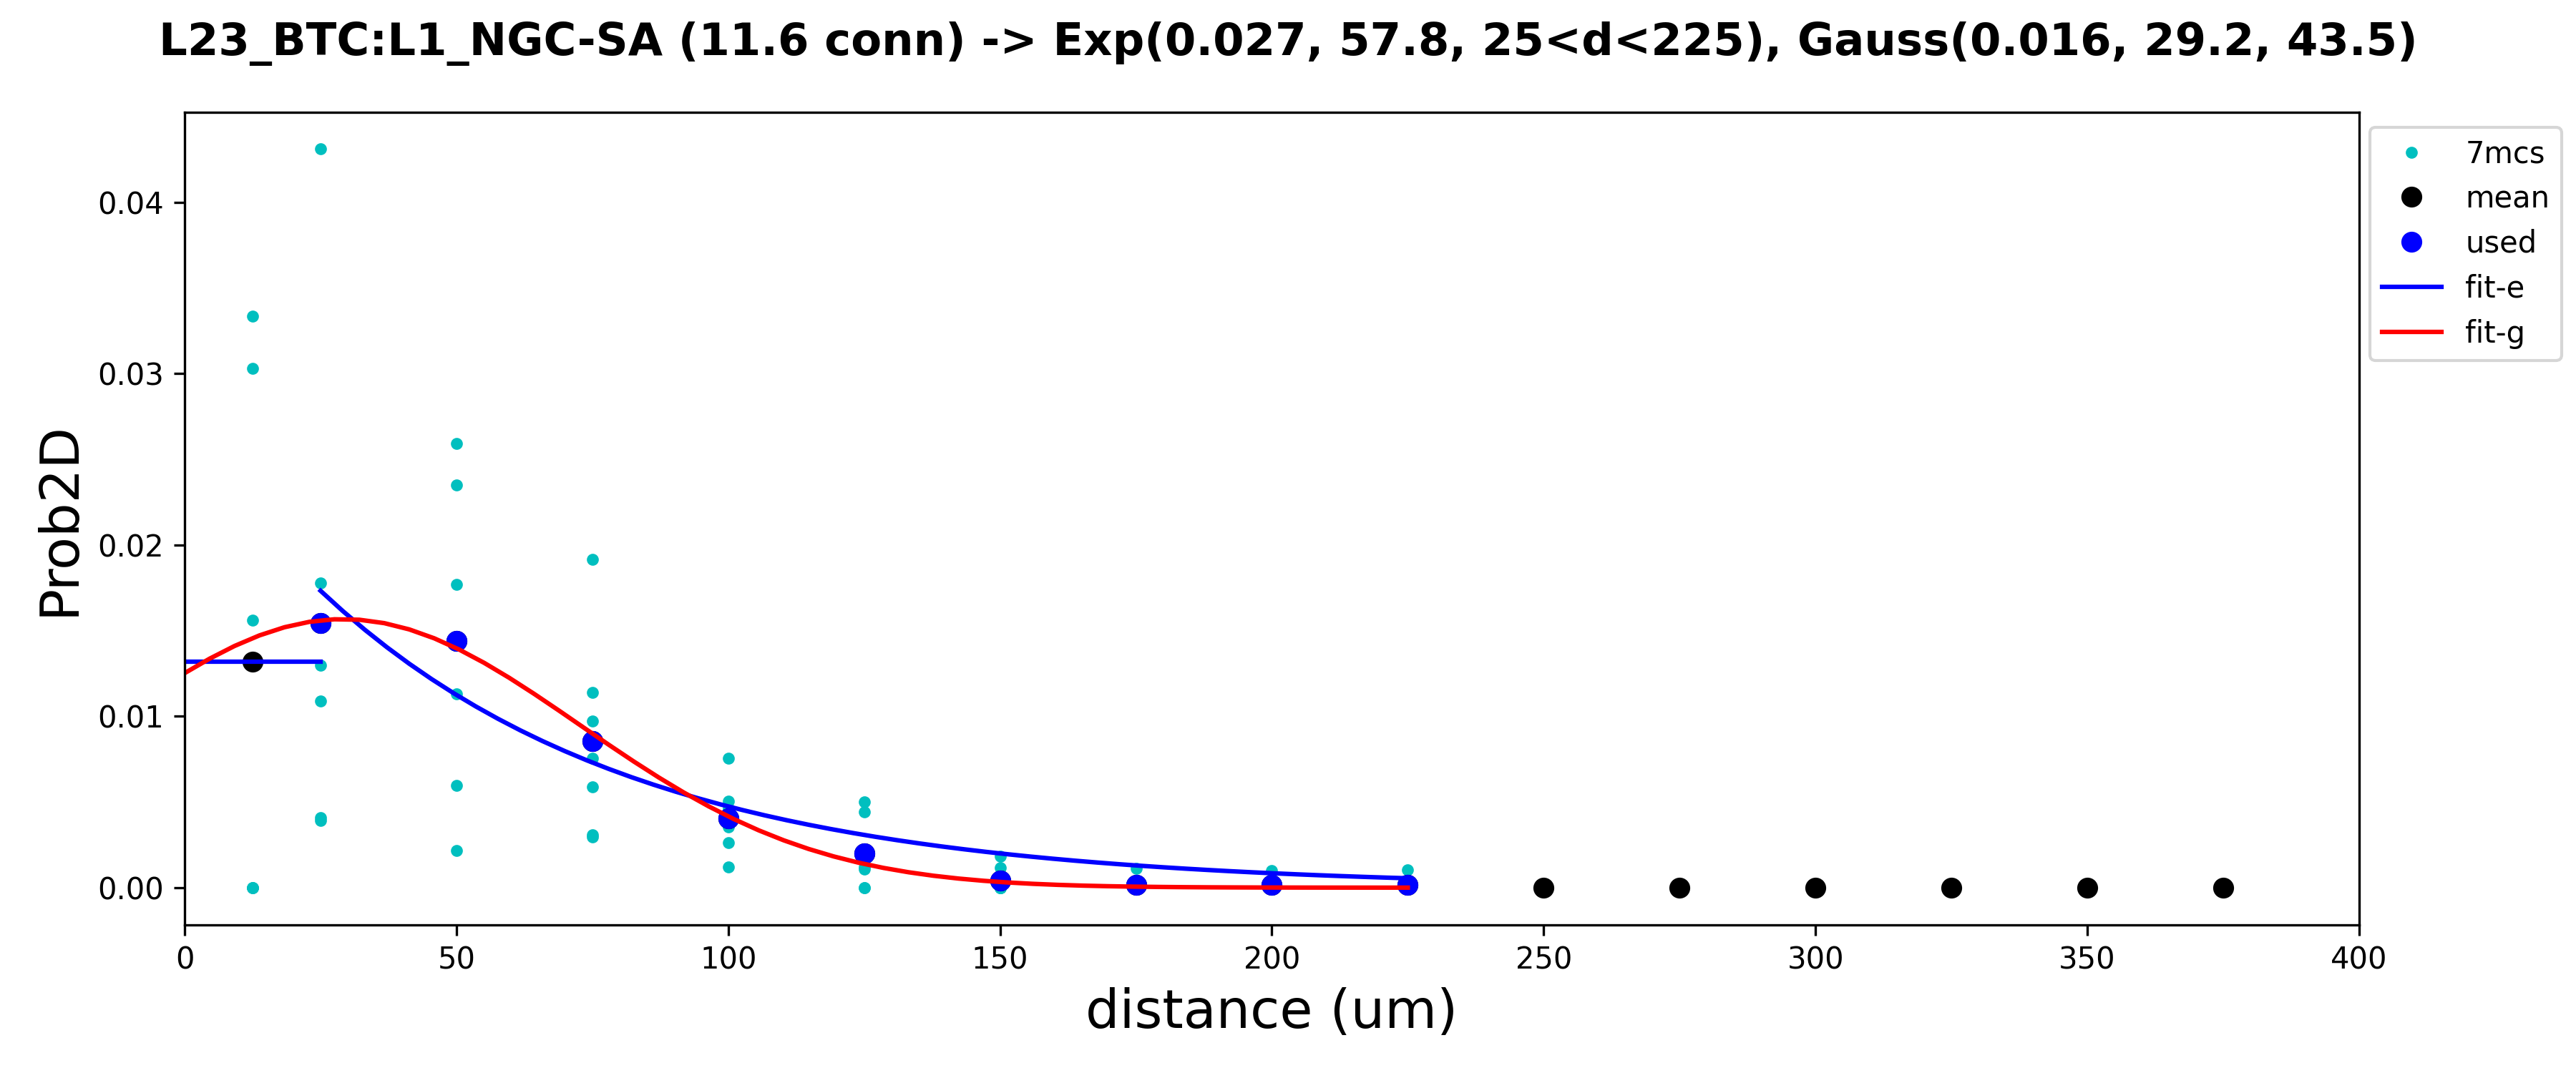 L23_BTC:L1_NGC-SA (11.6 conn) -> Exp(0.027, 57.8, 25<d<225), Gauss(0.016, 29.2, 43.5)
7mcs
mean
used
fit-e
fit-g
Prob2D
0.04
0.03
0.02
0.01
0.00
0 50 100 150 200 250 300 350 400
distance (um)